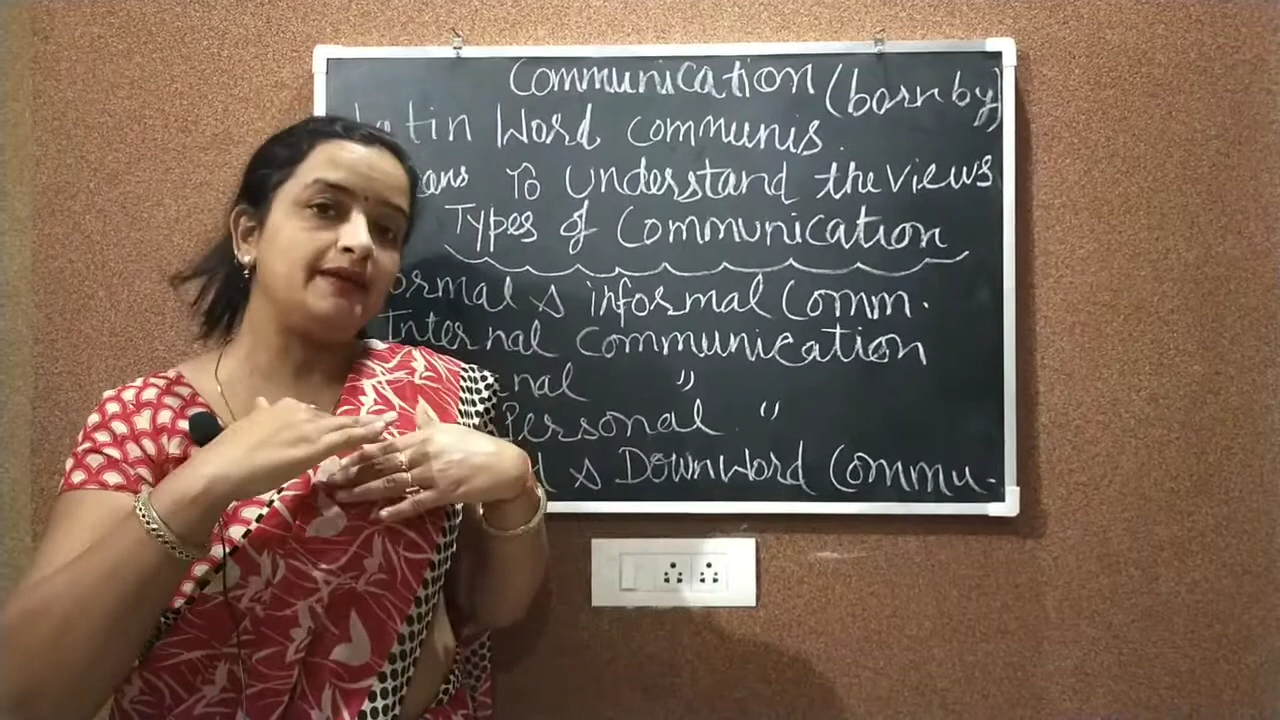 Communication (born by)
Latin Word communis.
To Understand the views
Types of Communication
ormal & informal Comm.
Internal communication
nal "
Personal "
& DownWord Commu.